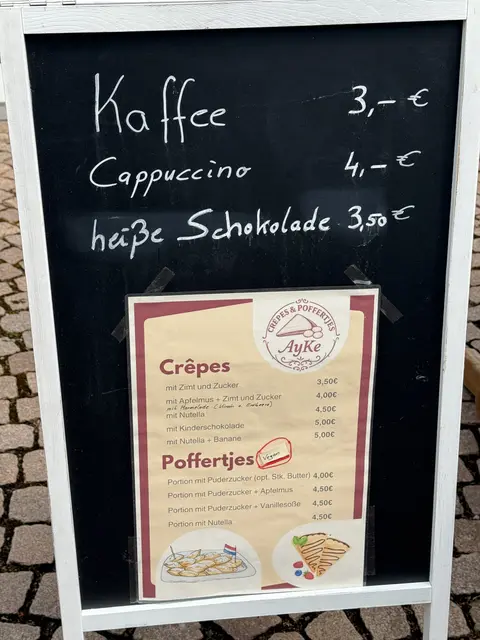 Kaffee 3,- €
Cappuccino 4,- €
heiße Schokolade 3,50 €
CRÊPES & POFFERTJES
AyKe
Crêpes
mit Zimt und Zucker 3,50€
mit Apfelmus + Zimt und Zucker 4,00€
mit Marmelade
mit Nutella 4,50€
mit Kinderschokolade 5,00€
mit Nutella + Banane 5,00€
Poffertjes Vegan
Portion mit Puderzucker (opt. Stk. Butter) 4,00€
Portion mit Puderzucker + Apfelmus 4,50€
Portion mit Puderzucker + Vanillesoße 4,50€
Portion mit Nutella 4,50€